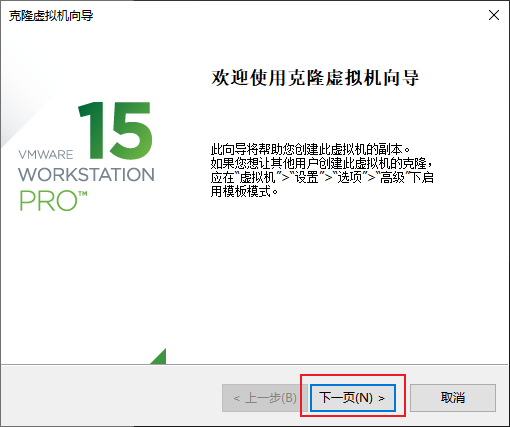 克隆虚拟机向导
欢迎使用克隆虚拟机向导
15
VMWARE
WORKSTATION
PRO™
此向导将帮助您创建此虚拟机的副本。
如果您想让其他用户创建此虚拟机的克隆，
应在“虚拟机”>“设置”>“选项”>“高级”下启
用模板模式。
< 上一步(B)
下一页(N) >
取消